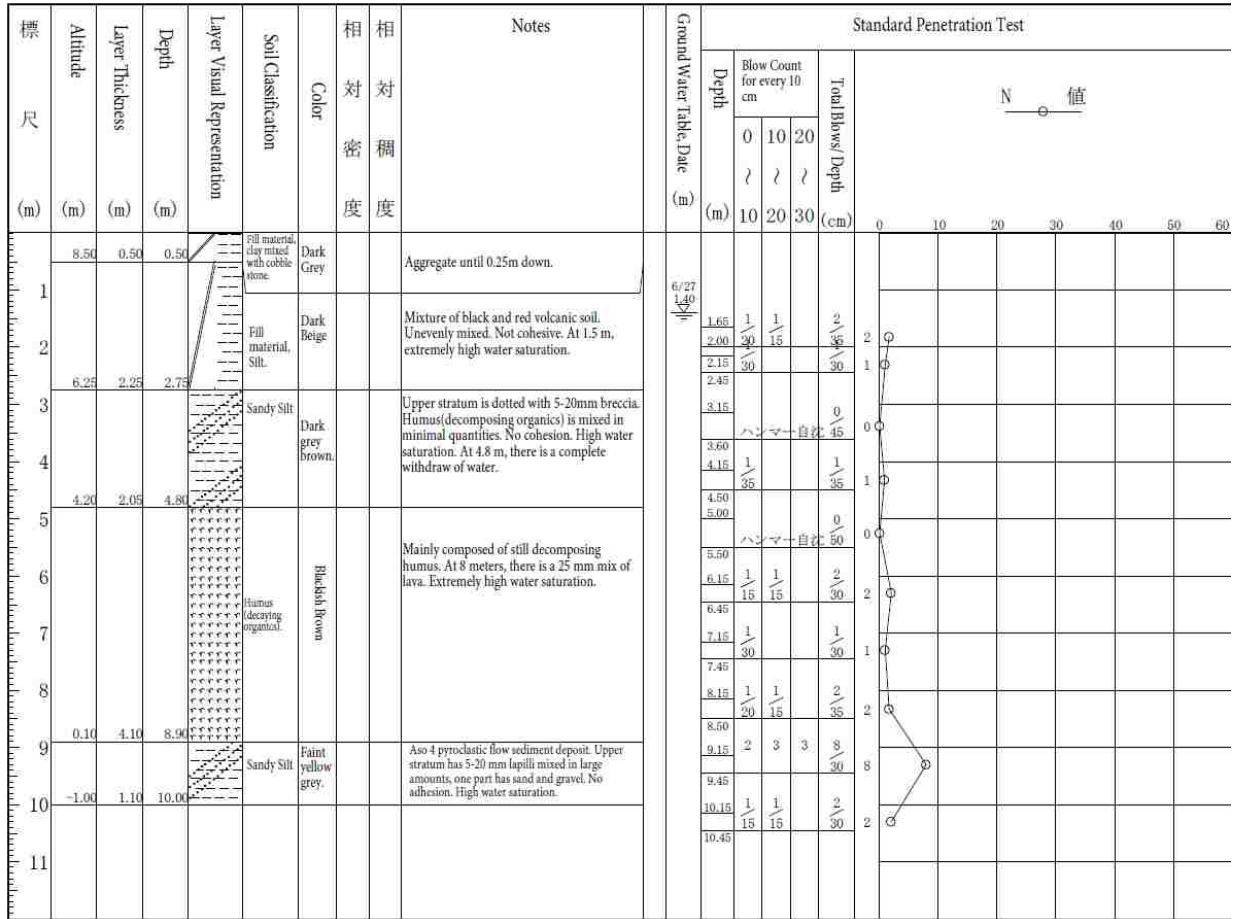 標尺
(m)
Altitude
(m)
Layer Thickness
(m)
Depth
(m)
Layer Visual Representation
Soil Classification
Color
相対密度
相対稠度
Notes
Ground Water Table, Date
(m)
Standard Penetration Test
Depth
(m)
Blow Count
for every 10
cm
0 10 20
~ ~ ~
10 20 30
Total Blows/ Depth
(cm)
N 値
0 10 20 30 40 50 60
1
2
3
4
5
6
7
8
9
10
11
8.50 0.50 0.50
Fill material,
clay mixed
with cobble
stone.
Dark
Grey
Aggregate until 0.25m down.
6.25 2.25 2.75
Fill
material,
Silt.
Dark
Beige
Mixture of black and red volcanic soil.
Unevenly mixed. Not cohesive. At 1.5 m,
extremely high water saturation.
4.20 2.05 4.80
Sandy Silt
Dark
grey
brown.
Upper stratum is dotted with 5-20mm breccia.
Humus(decomposing organics) is mixed in
minimal quantities. No cohesion. High water
saturation. At 4.8 m, there is a complete
withdraw of water.
0.10 4.10 8.90
Humus
(decaying
organics).
Blackish Brown
Mainly composed of still decomposing
humus. At 8 meters, there is a 25 mm mix of
lava. Extremely high water saturation.
-1.00 1.10 10.00
Sandy Silt
Faint
yellow
grey.
Aso 4 pyroclastic flow sediment deposit. Upper
stratum has 5-20 mm lapilli mixed in large
amounts, one part has sand and gravel. No
adhesion. High water saturation.
6/27
1.40
1.65 1/20 1/15 2/35 2
2.00
2.15 1/30 1/30 1
2.45
3.15 ハンマー自沈 0/45 0
3.60
4.15 1/35 1/35 1
4.50
5.00 ハンマー自沈 0/50 0
5.50
6.15 1/15 1/15 2/30 2
6.45
7.15 1/30 1/30 1
7.45
8.15 1/20 1/15 2/35 2
8.50
9.15 2 3 3 8/30 8
9.45
10.15 1/15 1/15 2/30 2
10.45